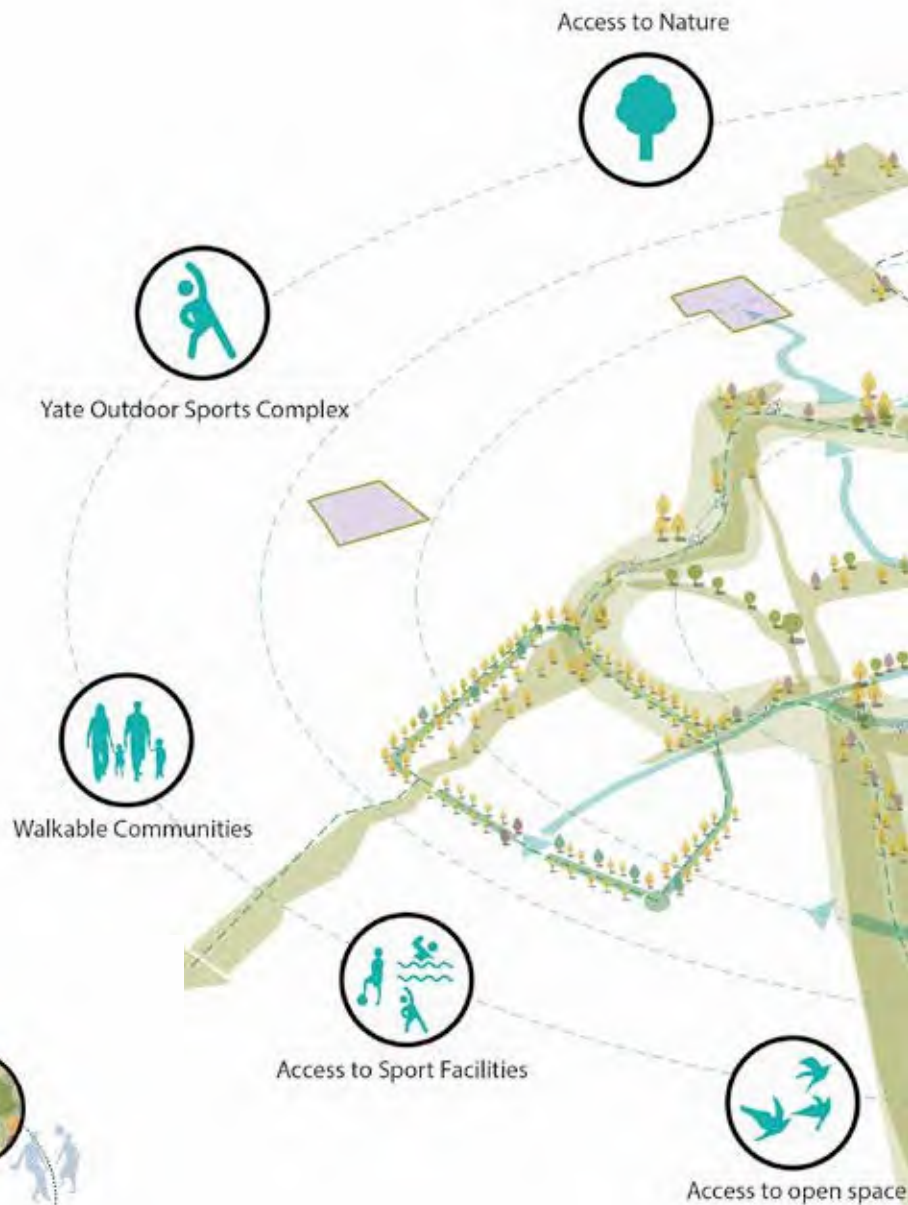 Access to Nature
Yate Outdoor Sports Complex
Walkable Communities
Access to Sport Facilities
Access to open space